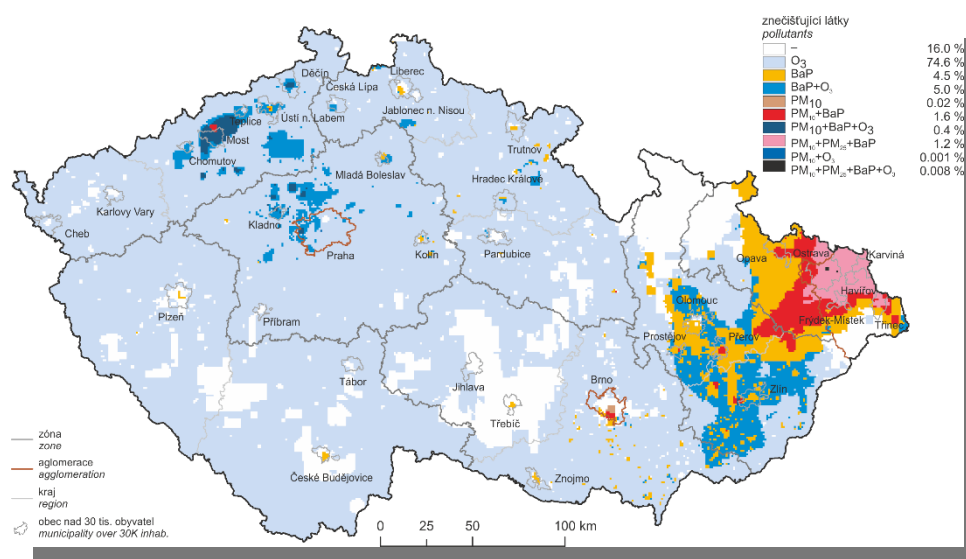 znečišťující látky
pollutants
– 16.0 %
O3 74.6 %
BaP 4.5 %
BaP+O3 5.0 %
PM10 0.02 %
PM10+BaP 1.6 %
PM10+BaP+O3 0.4 %
PM10+PM25+BaP 1.2 %
PM10+O3 0.001 %
PM10+PM25+BaP+O3 0.008 %
Děčín
Liberec
Česká Lípa
Jablonec n. Nisou
Teplice
Ústí n. Labem
Most
Chomutov
Trutnov
Mladá Boleslav
Hradec Králové
Karlovy Vary
Kladno
Cheb
Praha
Kolín
Pardubice
Opava
Ostrava
Karviná
Havířov
Olomouc
Plzeň
Příbram
Frýdek-Místek
Třinec
Prostějov
Přerov
Tábor
Jihlava
Brno
Zlín
Třebíč
České Budějovice
Znojmo
zóna
zone
aglomerace
agglomeration
kraj
region
obec nad 30 tis. obyvatel
municipality over 30K inhab.
0 25 50 100 km